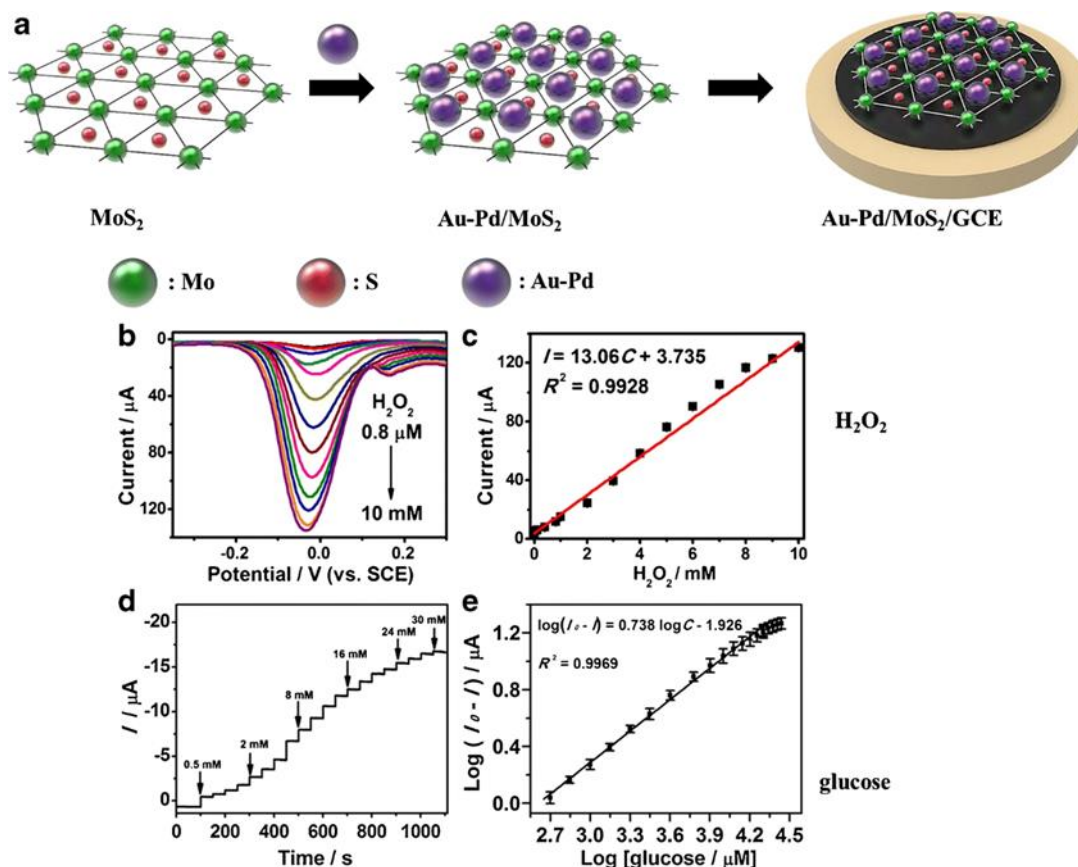 a
MoS₂
Au-Pd/MoS₂
Au-Pd/MoS₂/GCE
: Mo
: S
: Au-Pd
b
0
40
80
120
Current / μA
H₂O₂
0.8 μM
10 mM
-0.2
0.0
0.2
Potential / V (vs. SCE)
c
120
80
40
0
Current / μA
I = 13.06C + 3.735
R² = 0.9928
0
2
4
6
8
10
H₂O₂ / mM
H₂O₂
d
-20
-15
-10
-5
0
I / μA
0.5 mM
2 mM
8 mM
16 mM
24 mM
30 mM
0
200
400
600
800
1000
Time / s
e
1.2
0.8
0.4
0.0
Log (I₀ - I) / μA
log(I₀ - I) = 0.738 logC - 1.926
R² = 0.9969
2.7
3.0
3.3
3.6
3.9
4.2
4.5
Log [glucose / μM]
glucose